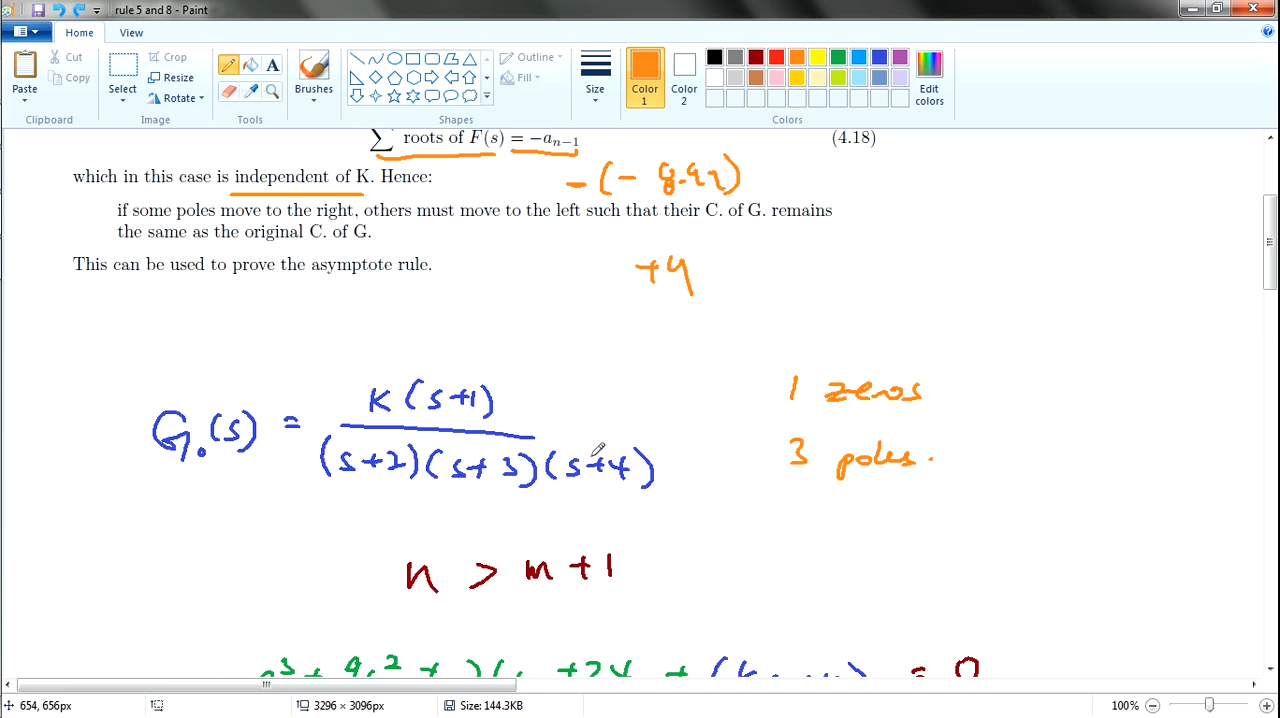 rule 5 and 8 - Paint
Home View
Paste
Cut
Copy
Clipboard
Select
Crop
Resize
Rotate
Image
Tools
Brushes
Shapes
Outline
Fill
Size
Color 1
Color 2
Edit colors
Colors
∑ roots of F(s) = −aₙ₋₁ (4.18)
which in this case is independent of K. Hence:
if some poles move to the right, others must move to the left such that their C. of G. remains
the same as the original C. of G.
This can be used to prove the asymptote rule.
+9
G₀(s) = K(s+1) / (s+2)(s+3)(s+4)
1 zeros
3 poles.
n > m + 1
= 0
654, 656px
3296 × 3096px
Size: 144.3KB
100%